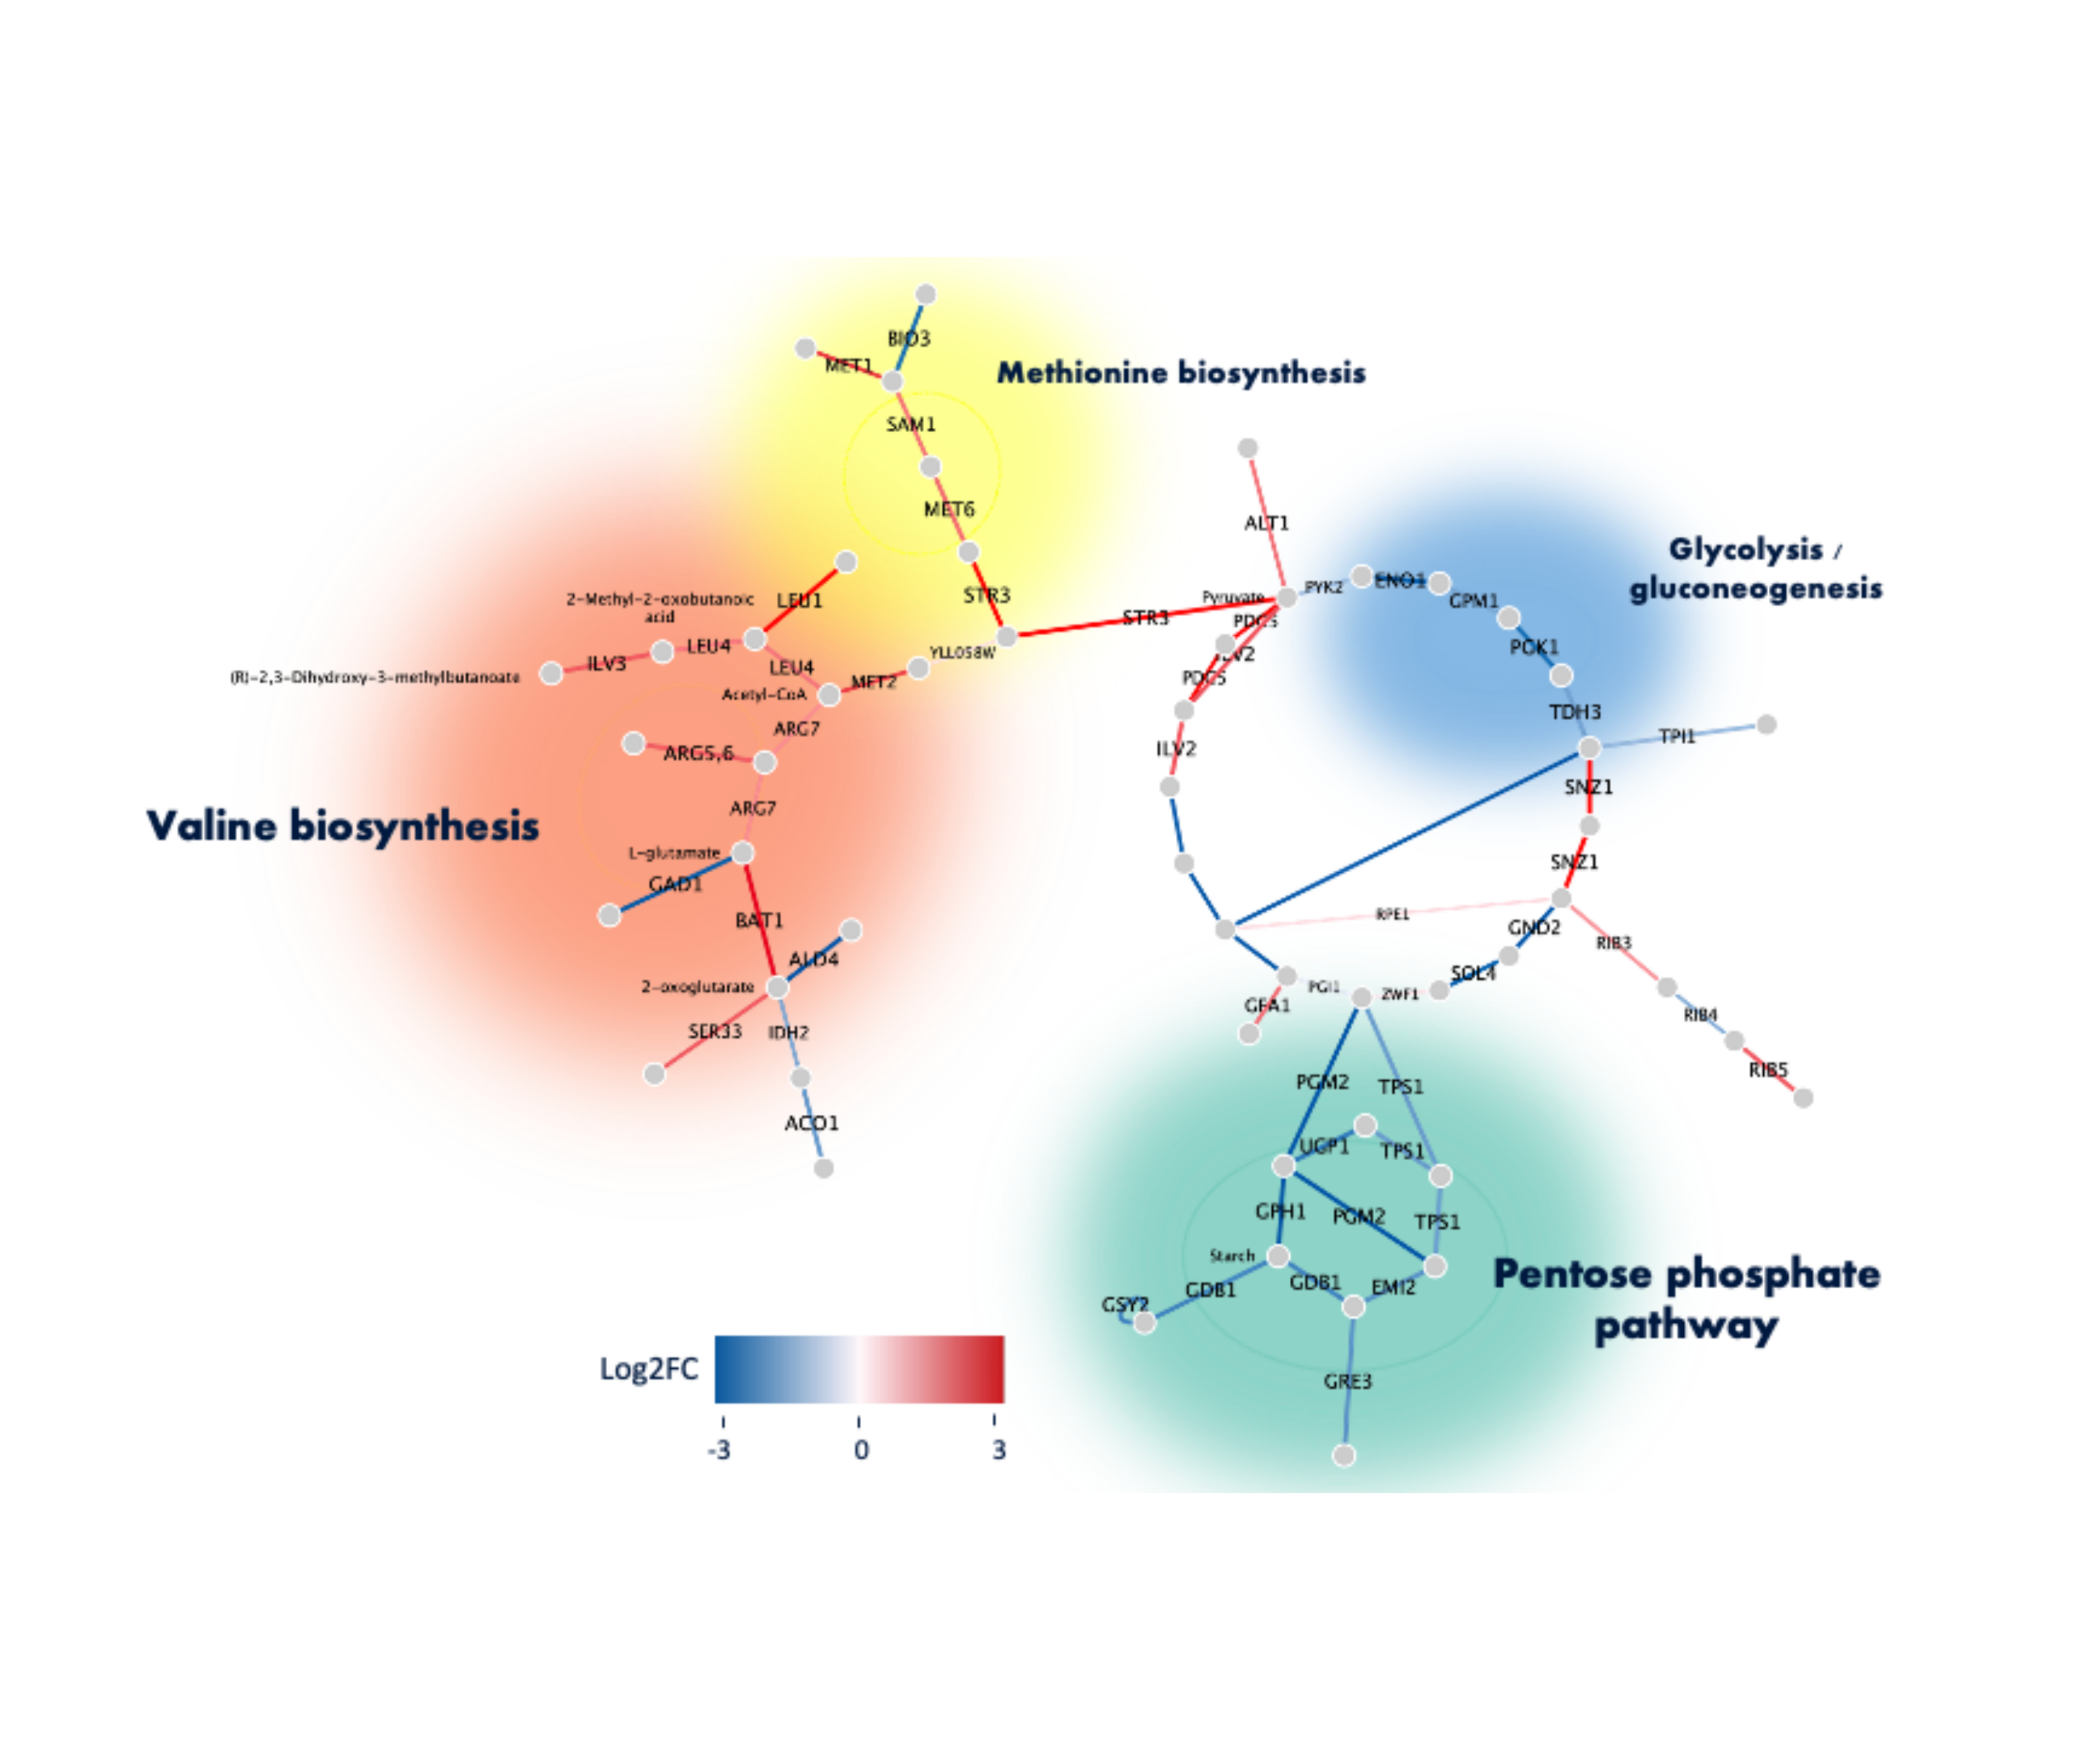 BIO3
MET1
Methionine biosynthesis
SAM1
MET6
ALT1
Glycolysis /
gluconeogenesis
2-Methyl-2-oxobutanoic
acid
LEU1
STR3
STR3
Pyruvate
PYK2
ENO1
GPM1
PDC5
ILV3
LEU4
LEU4
YLL058W
ILV2
PGK1
(R)-2,3-Dihydroxy-3-methylbutanoate
MET2
PDC5
Acetyl-CoA
ARG7
TDH3
TPI1
ARG5,6
ILV2
SNZ1
ARG7
Valine biosynthesis
L-glutamate
SNZ1
GAD1
BAT1
RPE1
GND2
RIB3
ALD4
SOL4
2-oxoglutarate
PGI1
ZWF1
GFA1
RIB4
SER33
IDH2
RIB5
PGM2
TPS1
ACO1
UGP1
TPS1
GPH1
PGM2
TPS1
Starch
Pentose phosphate
pathway
GDB1
GDB1
EMI2
GSY2
Log2FC
GRE3
-3
0
3